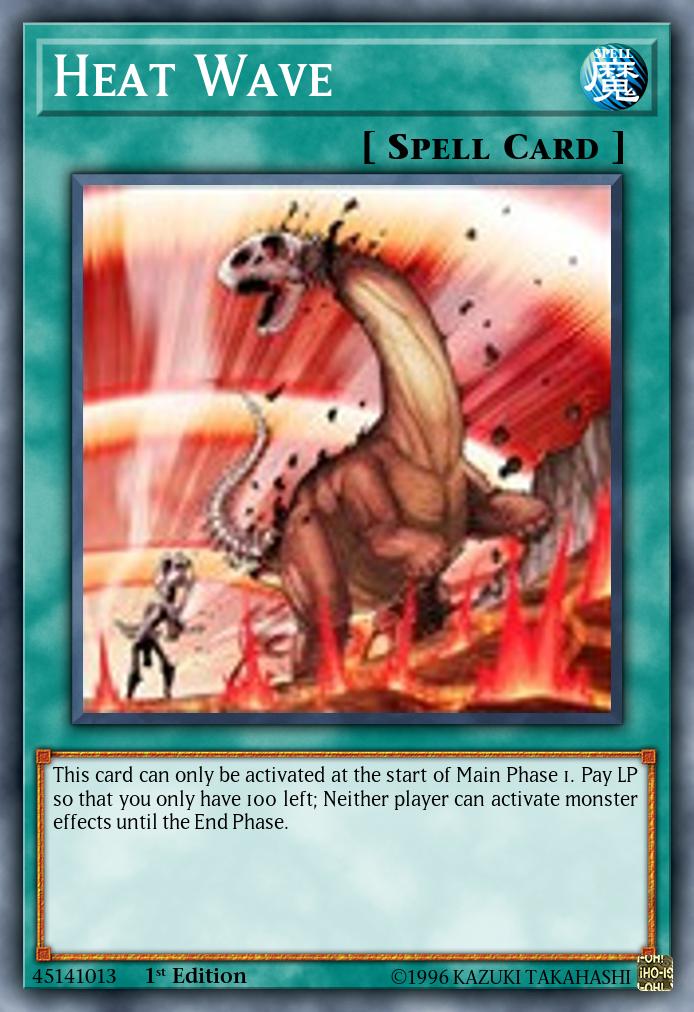 Heat Wave
SPELL
魔
[ Spell Card ]
This card can only be activated at the start of Main Phase 1. Pay LP
so that you only have 100 left; Neither player can activate monster
effects until the End Phase.
45141013 1st Edition ©1996 KAZUKI TAKAHASHI